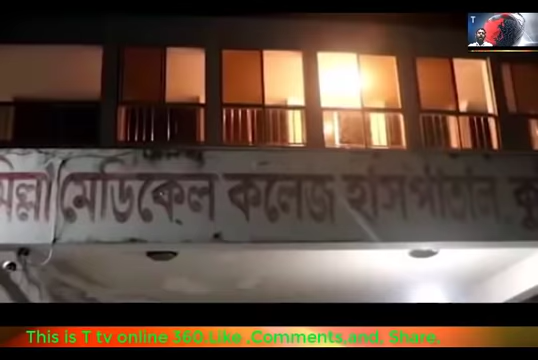 T
মিল্লা মেডিকেল কলেজ হাসপাতাল, কু
This is T tv online 360.Like ,Comments,and, Share.